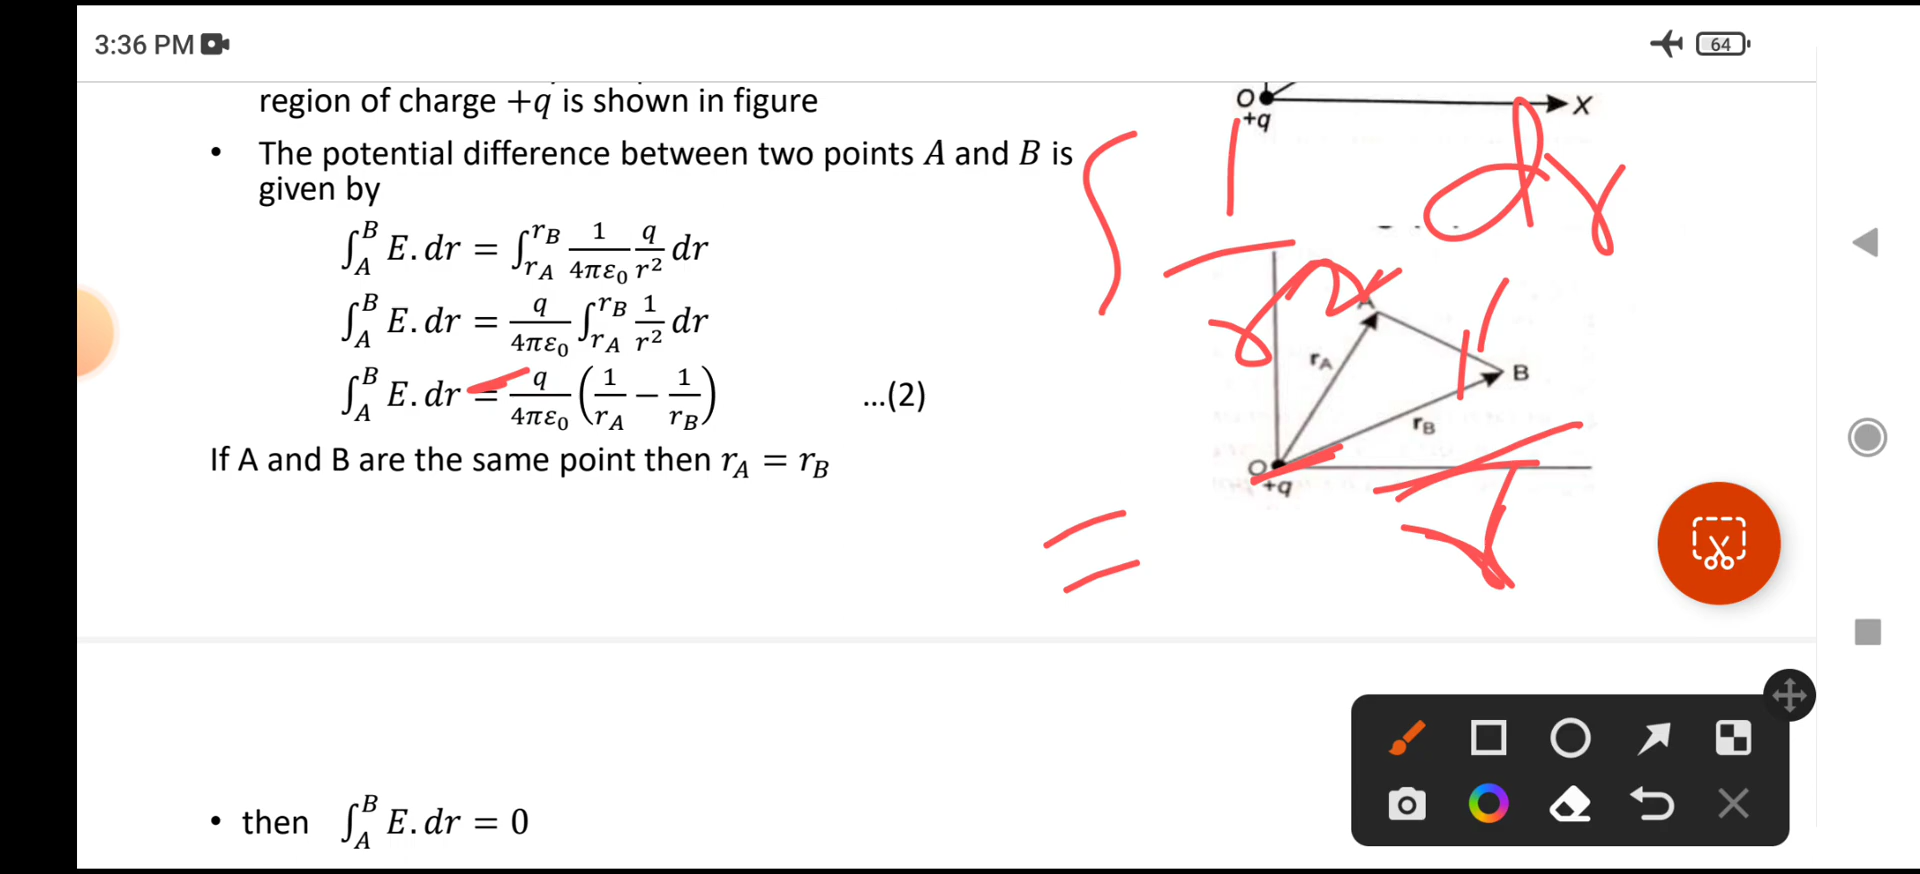 3:36 PM
64
region of charge +q is shown in figure
• The potential difference between two points A and B is
given by
∫_A^B E. dr = ∫_{r_A}^{r_B} 1/4πε₀ q/r² dr
∫_A^B E. dr = q/4πε₀ ∫_{r_A}^{r_B} 1/r² dr
∫_A^B E. dr = q/4πε₀ (1/r_A − 1/r_B) ...(2)
If A and B are the same point then r_A = r_B
• then ∫_A^B E. dr = 0
O
+q
X
∫ 1/r² dr
A
r_A
B
r_B
O
+q
=